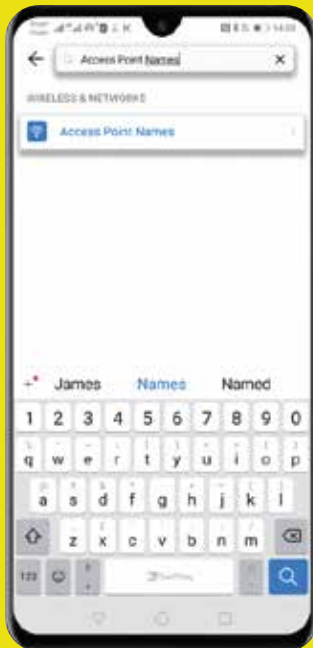 Access Point Names
WIRELESS & NETWORKS
Access Point Names
James Names Named
1 2 3 4 5 6 7 8 9 0
q w e r t y u i o p
a s d f g h j k l
z x c v b n m
123